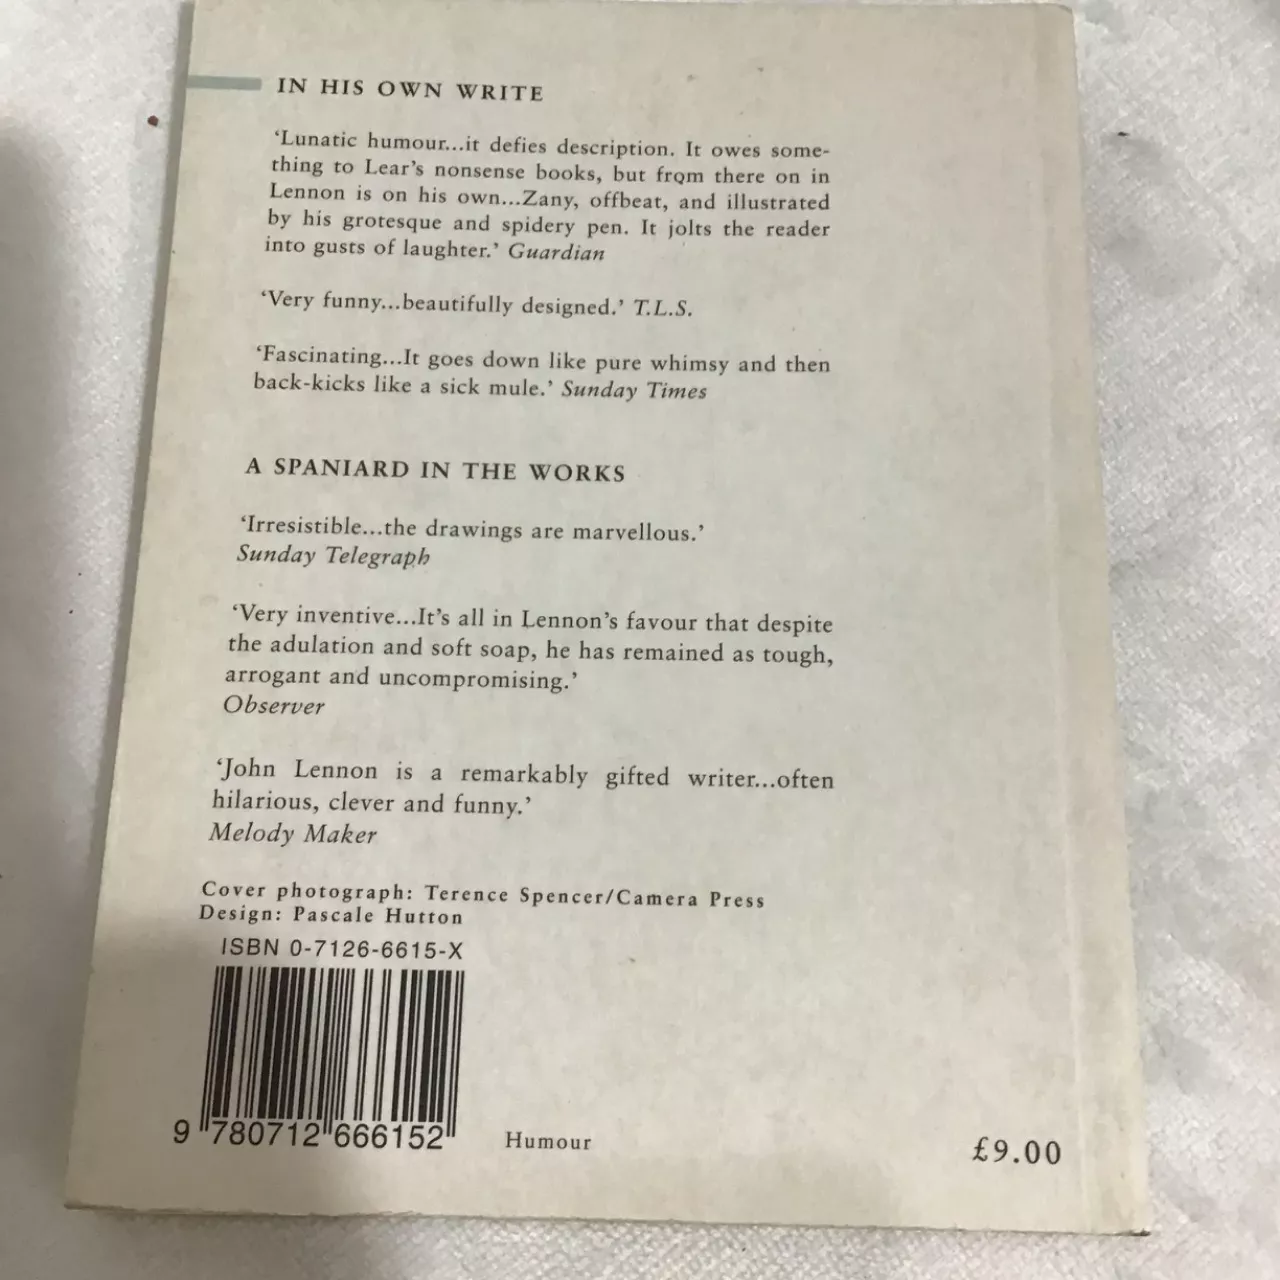 IN HIS OWN WRITE
‘Lunatic humour...it defies description. It owes some-
thing to Lear’s nonsense books, but from there on in
Lennon is on his own...Zany, offbeat, and illustrated
by his grotesque and spidery pen. It jolts the reader
into gusts of laughter.’ Guardian
‘Very funny...beautifully designed.’ T.L.S.
‘Fascinating...It goes down like pure whimsy and then
back-kicks like a sick mule.’ Sunday Times
A SPANIARD IN THE WORKS
‘Irresistible...the drawings are marvellous.’
Sunday Telegraph
‘Very inventive...It’s all in Lennon’s favour that despite
the adulation and soft soap, he has remained as tough,
arrogant and uncompromising.’
Observer
‘John Lennon is a remarkably gifted writer...often
hilarious, clever and funny.’
Melody Maker
Cover photograph: Terence Spencer/Camera Press
Design: Pascale Hutton
ISBN 0-7126-6615-X
9 780712 666152
Humour
£9.00